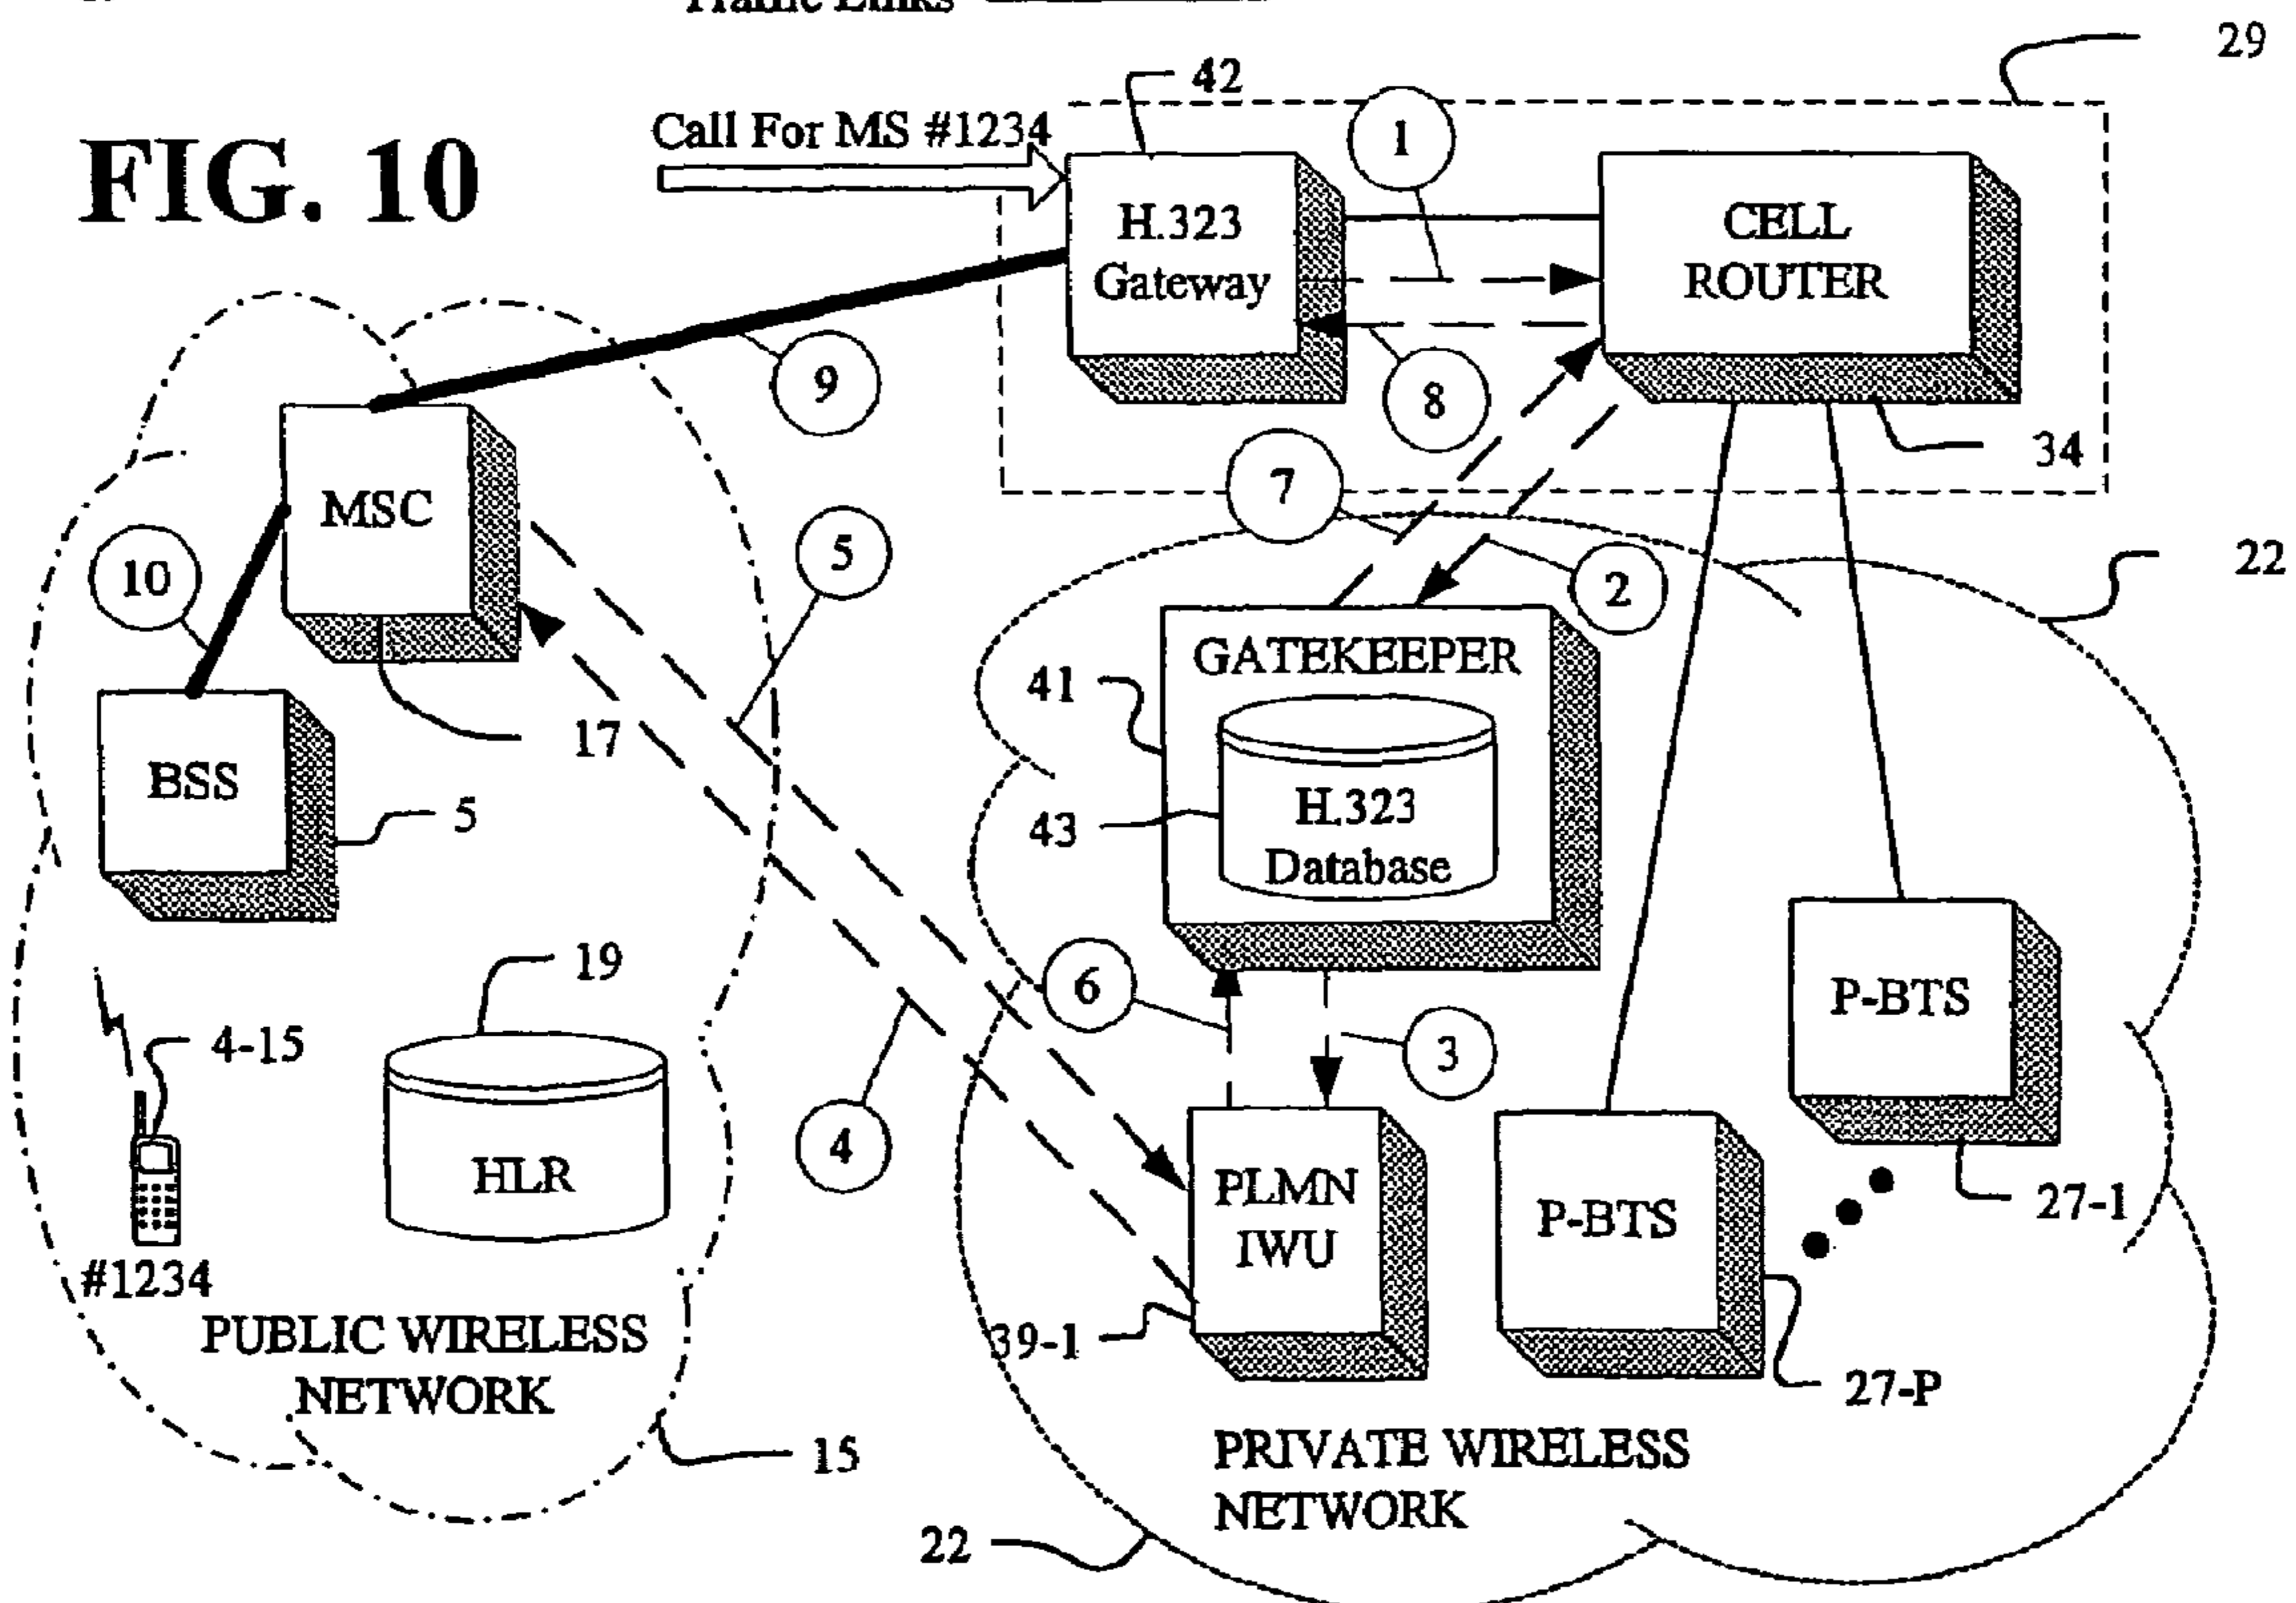 Traffic Links
29
42
Call For MS #1234
1
FIG. 10
H.323
Gateway
CELL
ROUTER
9
8
34
7
MSC
5
22
10
2
GATEKEEPER
41
17
BSS
H.323
Database
43
5
19
6
P-BTS
4-15
3
4
HLR
PLMN
IWU
P-BTS
27-1
#1234
PUBLIC WIRELESS
NETWORK
39-1
27-P
15
PRIVATE WIRELESS
NETWORK
22